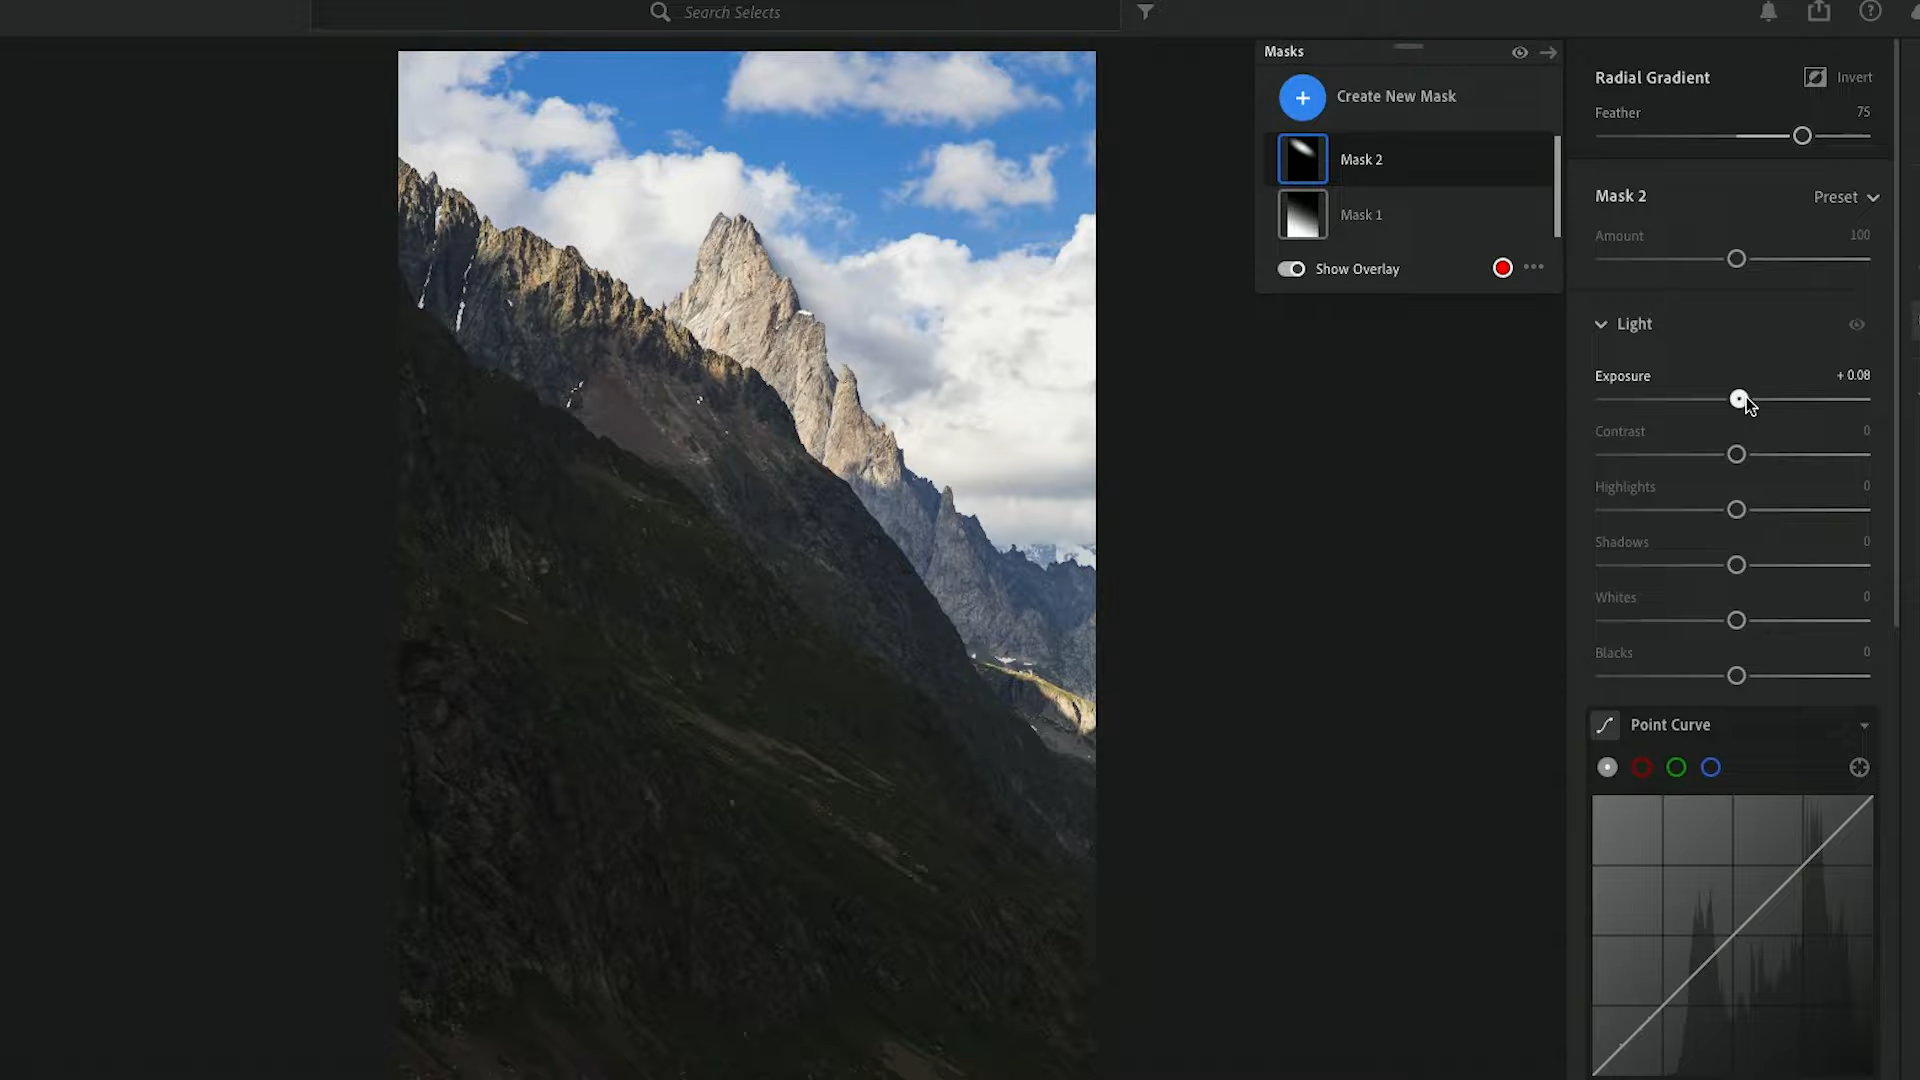 Search Selects
Masks
Create New Mask
Mask 2
Mask 1
Show Overlay
Radial Gradient
Invert
Feather
75
Mask 2
Preset
Amount
100
Light
Exposure
+ 0.08
Contrast
0
Highlights
0
Shadows
0
Whites
0
Blacks
0
Point Curve